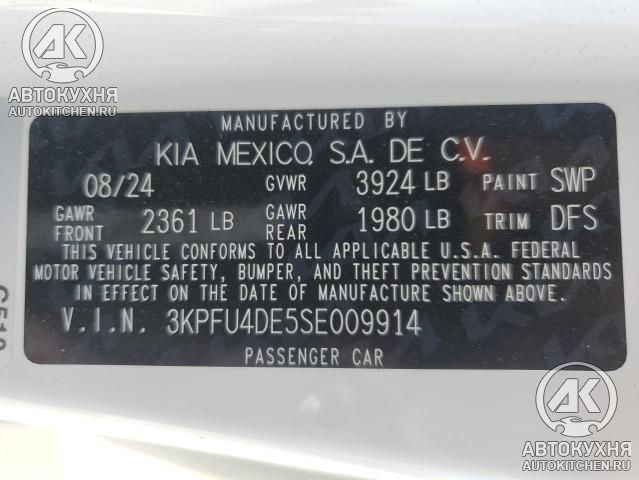 АВТОКУХНЯ
AUTOKITCHEN.RU
MANUFACTURED BY
KIA MEXICO, S.A. DE C.V.
08/24 GVWR 3924 LB PAINT SWP
GAWR FRONT 2361 LB GAWR REAR 1980 LB TRIM DFS
THIS VEHICLE CONFORMS TO ALL APPLICABLE U.S.A. FEDERAL
MOTOR VEHICLE SAFETY, BUMPER, AND THEFT PREVENTION STANDARDS
IN EFFECT ON THE DATE OF MANUFACTURE SHOWN ABOVE.
V.I.N. 3KPFU4DE5SE009914
PASSENGER CAR
АК
АВТОКУХНЯ
AUTOKITCHEN.RU